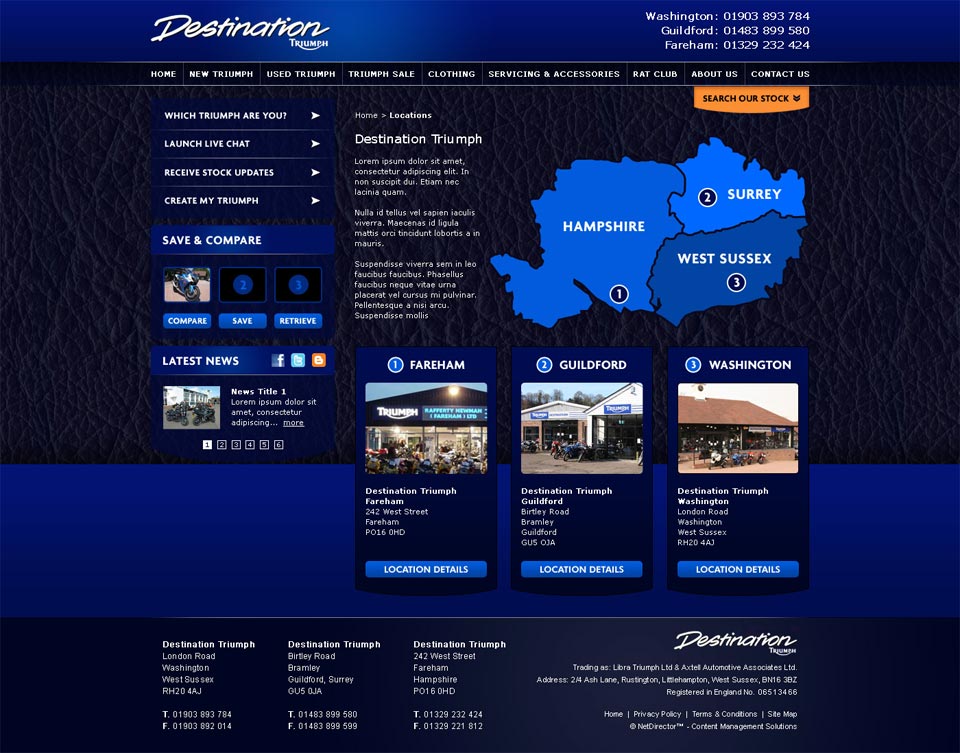 Destination
TRIUMPH
Washington: 01903 893 784
Guildford: 01483 899 580
Fareham: 01329 232 424
HOME
NEW TRIUMPH
USED TRIUMPH
TRIUMPH SALE
CLOTHING
SERVICING & ACCESSORIES
RAT CLUB
ABOUT US
CONTACT US
SEARCH OUR STOCK
WHICH TRIUMPH ARE YOU?
LAUNCH LIVE CHAT
RECEIVE STOCK UPDATES
CREATE MY TRIUMPH
SAVE & COMPARE
2
3
COMPARE
SAVE
RETRIEVE
LATEST NEWS
News Title 1
Lorem ipsum dolor sit
amet, consectetur
adipiscing... more
1 2 3 4 5 6
Home > Locations
Destination Triumph
Lorem ipsum dolor sit amet,
consectetur adipiscing elit. In
non suscipit dui. Etiam nec
lacinia quam.
Nulla id tellus vel sapien iaculis
viverra. Maecenas id ligula
mattis orci tincidunt lobortis a in
mauris.
Suspendisse viverra sem in leo
faucibus faucibus. Phasellus
faucibus neque vitae urna
placerat vel cursus mi pulvinar.
Pellentesque a nisi arcu.
Suspendisse mollis
HAMPSHIRE
1
2 SURREY
WEST SUSSEX
3
1 FAREHAM
TRIUMPH
RAFFERTY NEWMAN
(FAREHAM) LTD
Destination Triumph
Fareham
242 West Street
Fareham
PO16 0HD
LOCATION DETAILS
2 GUILDFORD
TRIUMPH
Destination Triumph
Guildford
Birtley Road
Bramley
Guildford
GU5 OJA
LOCATION DETAILS
3 WASHINGTON
Destination Triumph
Washington
London Road
Washington
West Sussex
RH20 4AJ
LOCATION DETAILS
Destination Triumph
London Road
Washington
West Sussex
RH20 4AJ
T. 01903 893 784
F. 01903 892 014
Destination Triumph
Birtley Road
Bramley
Guildford, Surrey
GU5 0JA
T. 01483 899 580
F. 01483 899 599
Destination Triumph
242 West Street
Fareham
Hampshire
PO16 0HD
T. 01329 232 424
F. 01329 221 812
Destination
TRIUMPH
Trading as: Libra Triumph Ltd & Axtell Automotive Associates Ltd.
Address: 2/4 Ash Lane, Rustington, Littlehampton, West Sussex, BN16 3BZ
Registered in England No. 06513466
Home | Privacy Policy | Terms & Conditions | Site Map
© NetDirector™ - Content Management Solutions